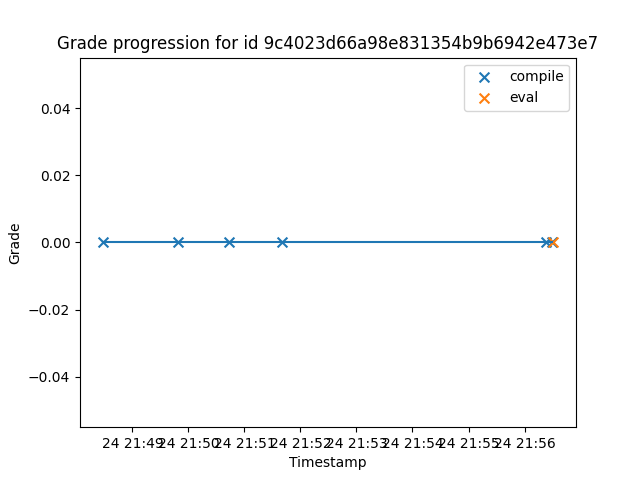 Grade progression for id 9c4023d66a98e831354b9b6942e473e7
compile
eval
0.04
0.02
0.00
−0.02
−0.04
Grade
24 21:49 24 21:50 24 21:51 24 21:52 24 21:53 24 21:54 24 21:55 24 21:56
Timestamp